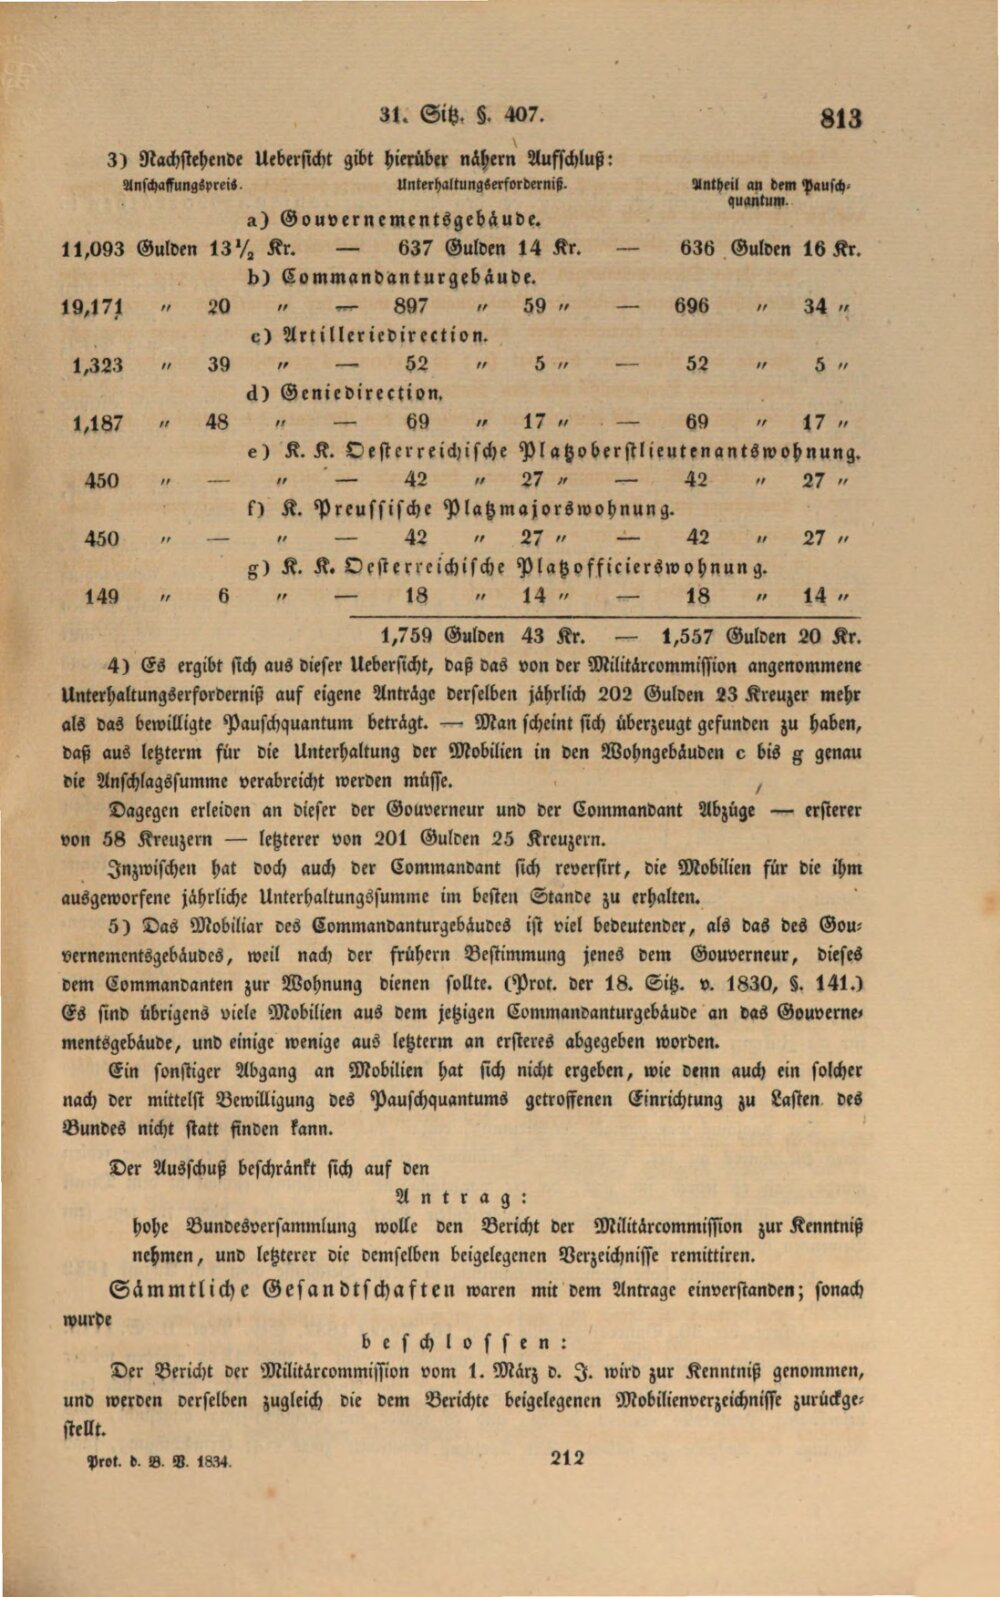 31. Sitz. §. 407. 813
3) Nachstehende Uebersicht gibt hierüber nähern Aufschluß:
Anschaffungspreis. Unterhaltungserforderniß. Antheil an dem Pausch-
quantum.
a) Gouvernementsgebäude.
11,093 Gulden 13½ Kr. — 637 Gulden 14 Kr. — 636 Gulden 16 Kr.
b) Commandanturgebäude.
19,171 „ 20 „ — 897 „ 59 „ — 696 „ 34 „
c) Artilleriedirection.
1,323 „ 39 „ — 52 „ 5 „ — 52 „ 5 „
d) Geniedirection.
1,187 „ 48 „ — 69 „ 17 „ — 69 „ 17 „
e) K. K. Oesterreichische Platzoberstlieutenantswohnung.
450 „ — „ — 42 „ 27 „ — 42 „ 27 „
f) K. Preussische Platzmajorswohnung.
450 „ — „ — 42 „ 27 „ — 42 „ 27 „
g) K. K. Oesterreichische Platzofficierswohnung.
149 „ 6 „ — 18 „ 14 „ — 18 „ 14 „
1,759 Gulden 43 Kr. — 1,557 Gulden 20 Kr.
4) Es ergibt sich aus dieser Uebersicht, daß das von der Militärcommission angenommene
Unterhaltungserforderniß auf eigene Anträge derselben jährlich 202 Gulden 23 Kreuzer mehr
als das bewilligte Pauschquantum beträgt. — Man scheint sich überzeugt gefunden zu haben,
daß aus letzterm für die Unterhaltung der Mobilien in den Wohngebäuden c bis g genau
die Anschlagssumme verabreicht werden müsse.
Dagegen erleiden an dieser der Gouverneur und der Commandant Abzüge — ersterer
von 58 Kreuzern — letzterer von 201 Gulden 25 Kreuzern.
Inzwischen hat doch auch der Commandant sich reversirt, die Mobilien für die ihm
ausgeworfene jährliche Unterhaltungssumme im besten Stande zu erhalten.
5) Das Mobiliar des Commandanturgebäudes ist viel bedeutender, als das des Gou-
vernementsgebäudes, weil nach der frühern Bestimmung jenes dem Gouverneur, dieses
dem Commandanten zur Wohnung dienen sollte. (Prot. der 18. Sitz. v. 1830, §. 141.)
Es sind übrigens viele Mobilien aus dem jetzigen Commandanturgebäude an das Gouverne-
mentsgebäude, und einige wenige aus letzterm an ersteres abgegeben worden.
Ein sonstiger Abgang an Mobilien hat sich nicht ergeben, wie denn auch ein solcher
nach der mittelst Bewilligung des Pauschquantums getroffenen Einrichtung zu Lasten des
Bundes nicht statt finden kann.
Der Ausschuß beschränkt sich auf den
Antrag:
hohe Bundesversammlung wolle den Bericht der Militärcommission zur Kenntniß
nehmen, und letzterer die demselben beigelegenen Verzeichnisse remittiren.
Sämmtliche Gesandtschaften waren mit dem Antrage einverstanden; sonach
wurde
beschlossen:
Der Bericht der Militärcommission vom 1. März d. J. wird zur Kenntniß genommen,
und werden derselben zugleich die dem Berichte beigelegenen Mobilienverzeichnisse zurückge-
stellt.
Prot. d. B. V. 1834. 212